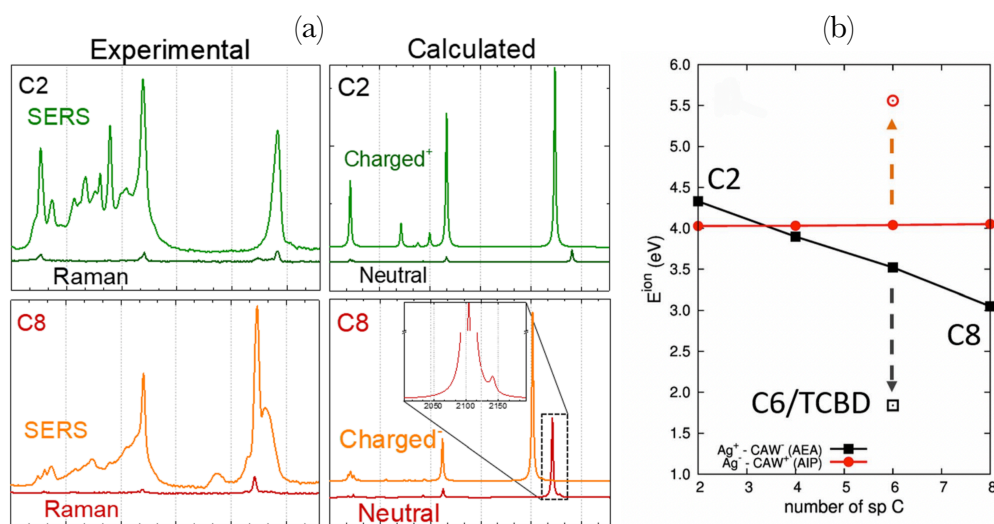 (a)
Experimental
Calculated
C2
SERS
Raman
C2
Charged+
Neutral
C8
SERS
Raman
C8
2050 2100 2150
Charged-
Neutral
(b)
6.0
5.5
5.0
4.5
4.0
3.5
3.0
2.5
2.0
1.5
1.0
E^ion (eV)
C2
C8
C6/TCBD
Ag+ - CAW- (AEA)
Ag- - CAW+ (AIP)
2 3 4 5 6 7 8
number of sp C